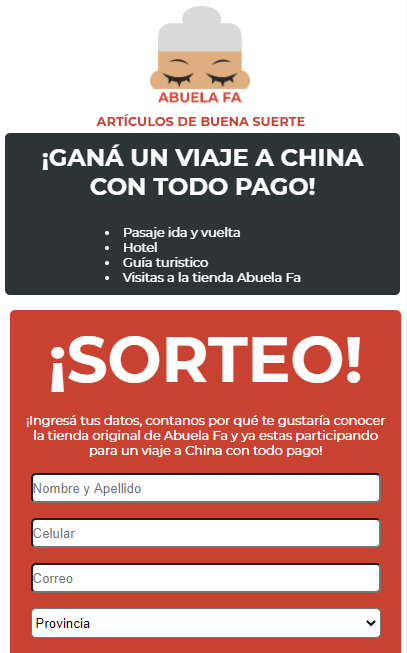 ABUELA FA
ARTÍCULOS DE BUENA SUERTE
¡GANÁ UN VIAJE A CHINA
CON TODO PAGO!
• Pasaje ida y vuelta
• Hotel
• Guía turistico
• Visitas a la tienda Abuela Fa
¡SORTEO!
¡Ingresá tus datos, contanos por qué te gustaría conocer
la tienda original de Abuela Fa y ya estas participando
para un viaje a China con todo pago!
Nombre y Apellido
Celular
Correo
Provincia